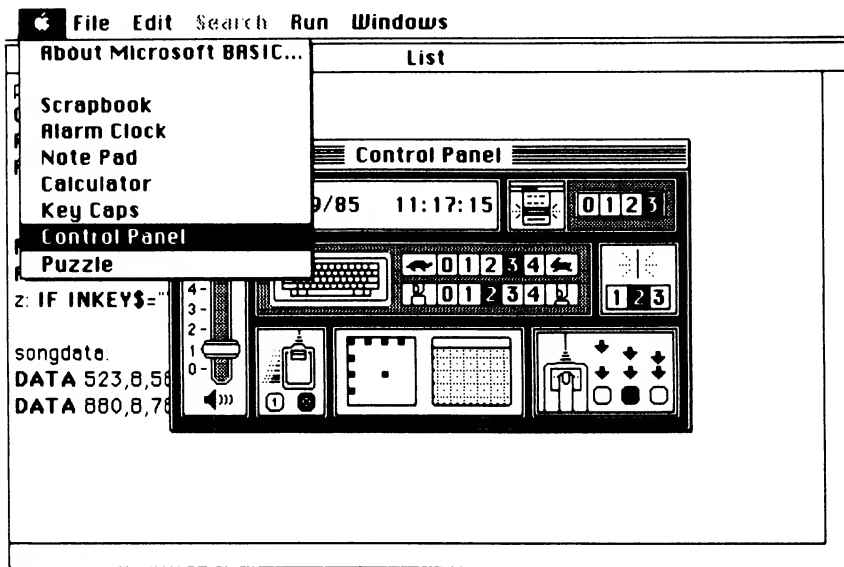 File Edit Search Run Windows
About Microsoft BASIC...
List
Scrapbook
Alarm Clock
Note Pad
Calculator
Key Caps
Control Panel
Puzzle
Control Panel
9/85 11:17:15
0 1 2 3
0 1 2 3 4
0 1 2 3 4
1 2 3
4-
3-
2-
1
0-
1
z: IF INKEY$="
songdata.
DATA 523,8,
DATA 880,8,